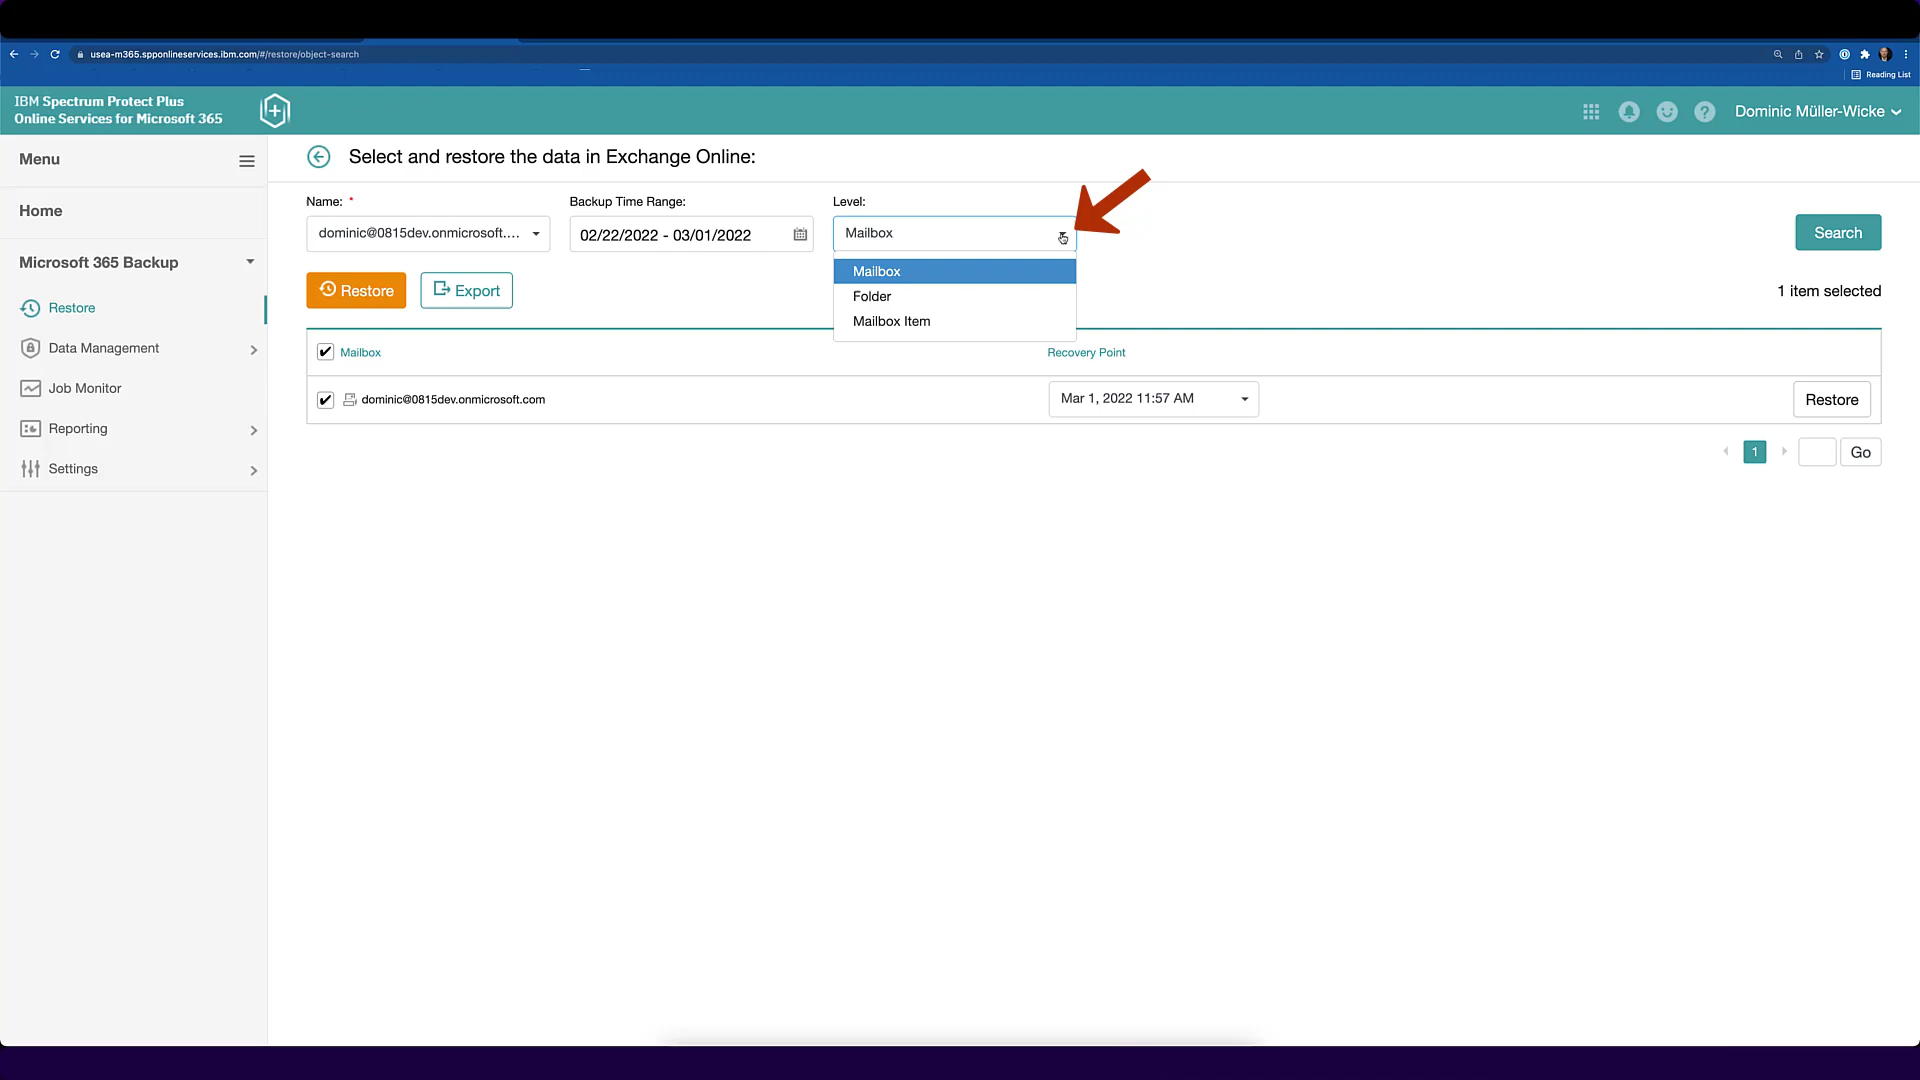 usea-m365.spponlineservices.ibm.com/#/restore/object-search
Reading List
IBM Spectrum Protect Plus
Online Services for Microsoft 365
Dominic Müller-Wicke
Menu
Select and restore the data in Exchange Online:
Home
Name: *
Backup Time Range:
Level:
dominic@0815dev.onmicrosoft....
02/22/2022 - 03/01/2022
Mailbox
Search
Microsoft 365 Backup
Mailbox
Folder
Mailbox Item
Restore
Export
1 item selected
Restore
Data Management
Job Monitor
Reporting
Settings
Mailbox
Recovery Point
dominic@0815dev.onmicrosoft.com
Mar 1, 2022 11:57 AM
Restore
1
Go